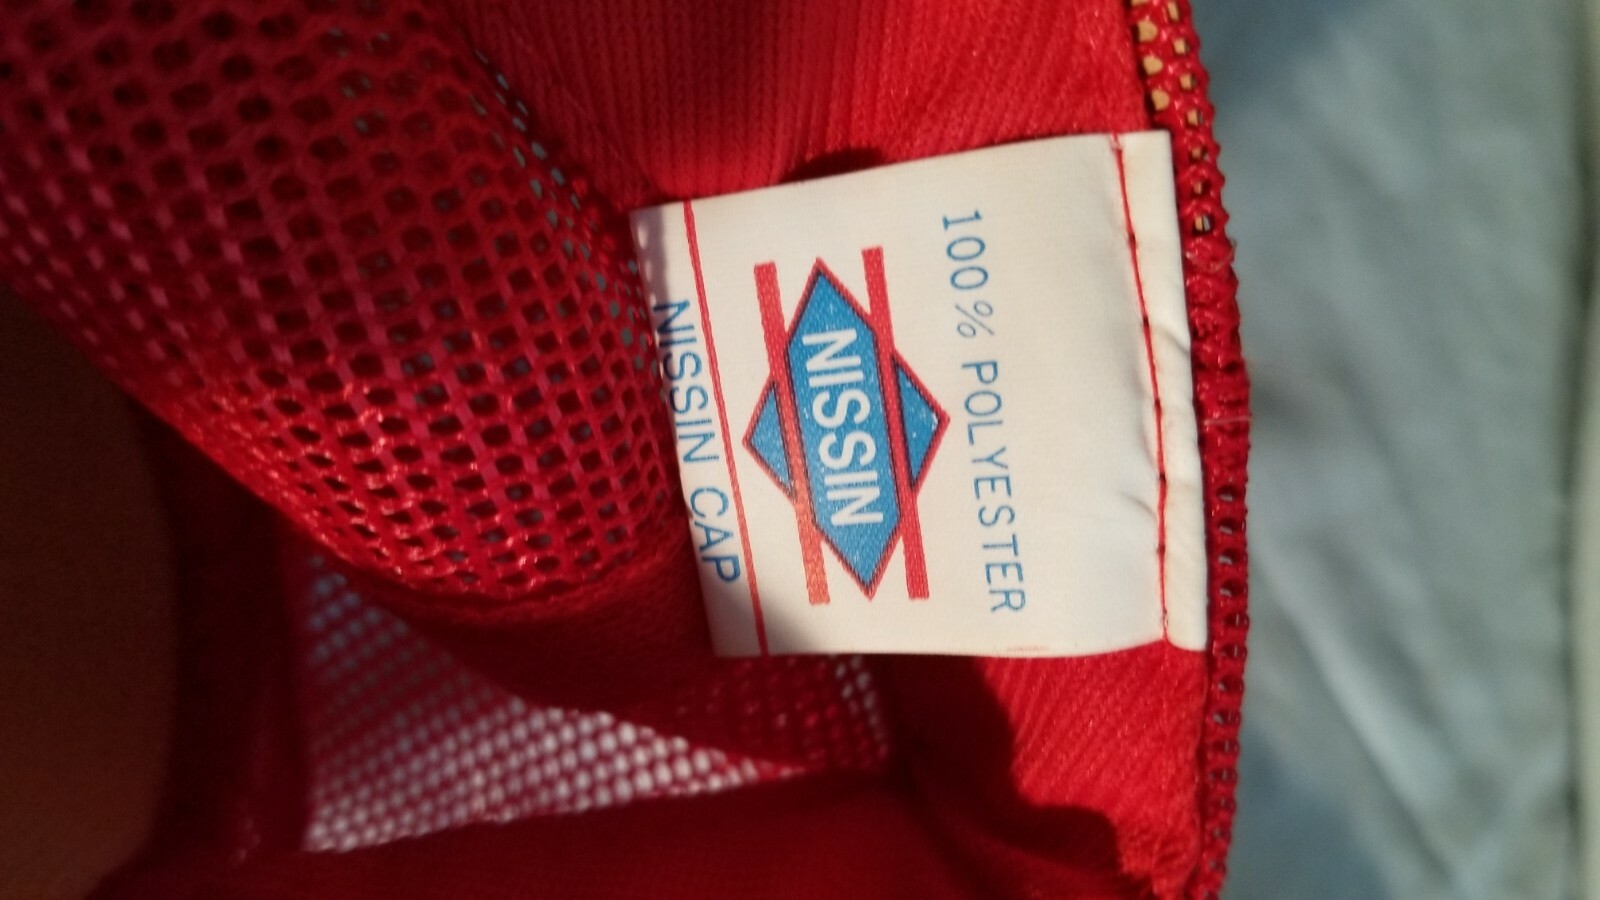 100% POLYESTER
NISSIN
NISSIN CAP